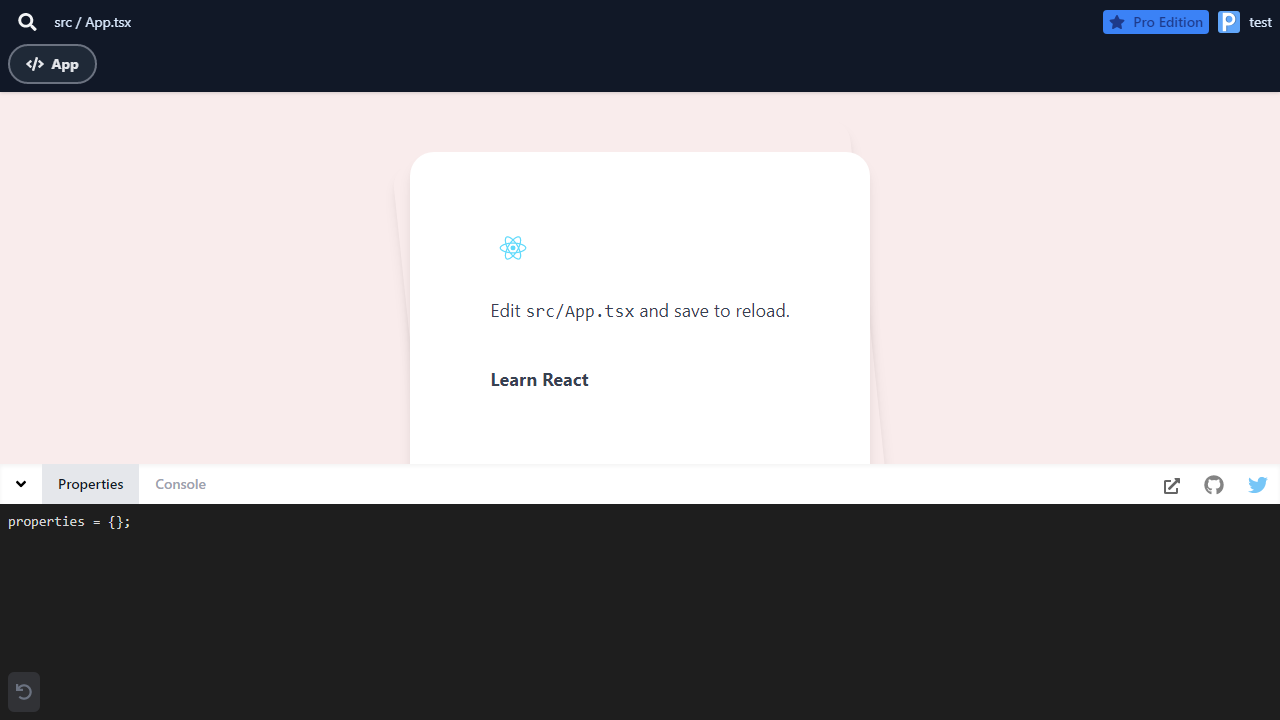 src / App.tsx
Pro Edition
P
test
App
Edit src/App.tsx and save to reload.
Learn React
Properties
Console
properties = {};